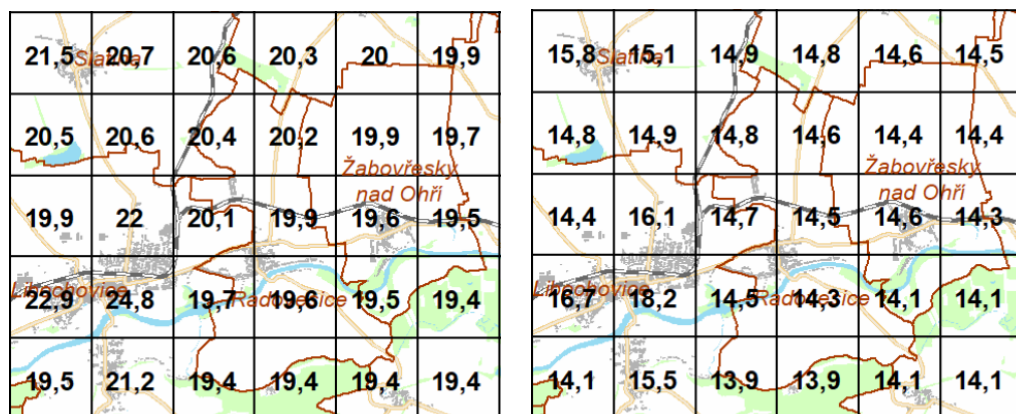 21,5 20,7 20,6 20,3 20 19,9
Slatina
20,5 20,6 20,4 20,2 19,9 19,7
Žabovřesky
nad Ohří
19,9 22 20,1 19,9 19,6 19,5
Libochovice
Radovesice
22,9 24,8 19,7 19,6 19,5 19,4
19,5 21,2 19,4 19,4 19,4 19,4
15,8 15,1 14,9 14,8 14,6 14,5
Slatina
14,8 14,9 14,8 14,6 14,4 14,4
Žabovřesky
nad Ohří
14,4 16,1 14,7 14,5 14,6 14,3
Libochovice
Radovesice
16,7 18,2 14,5 14,3 14,1 14,1
14,1 15,5 13,9 13,9 14,1 14,1